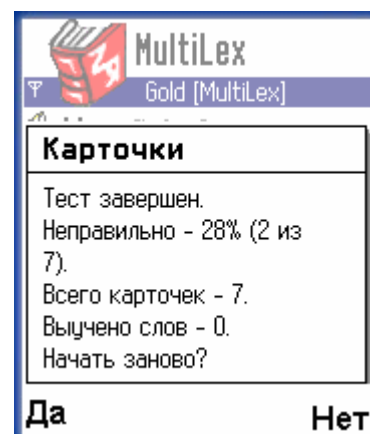 MultiLex
Gold [MultiLex]
Карточки
Тест завершен.
Неправильно - 28% (2 из
7).
Всего карточек - 7.
Выучено слов - 0.
Начать заново?
Да Нет